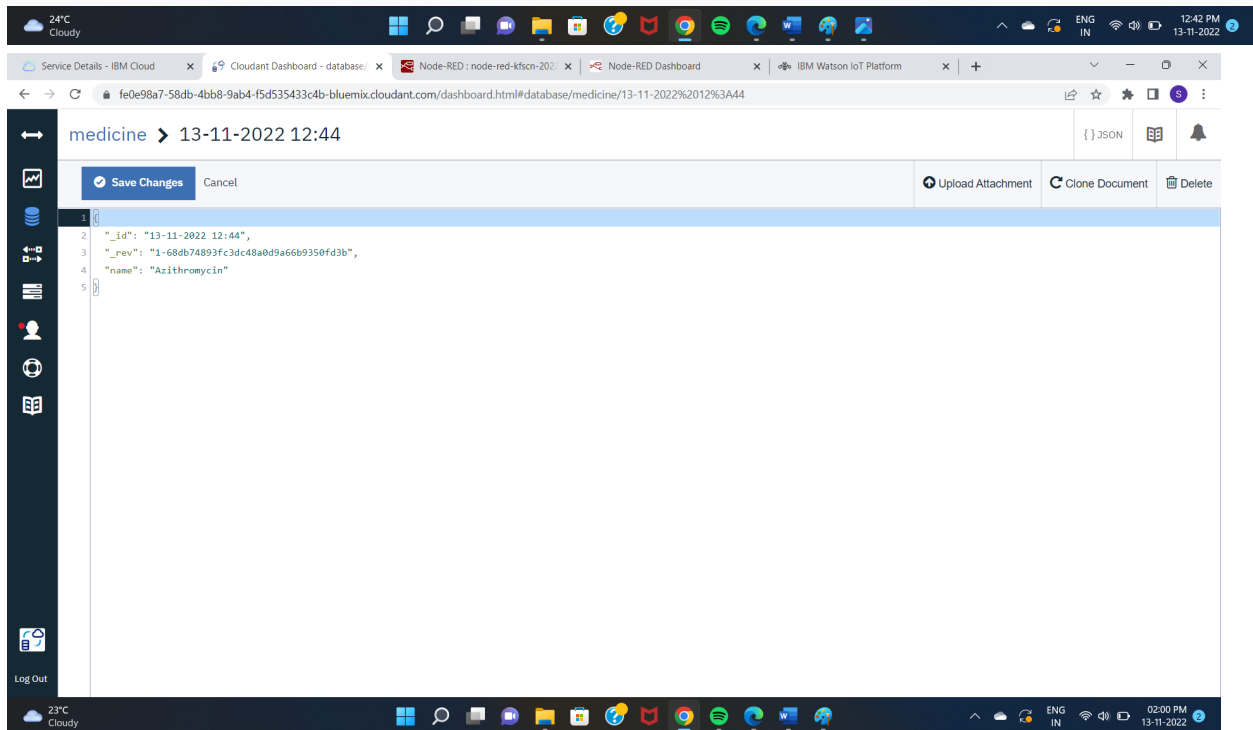 24°C
Cloudy
ENG
IN
12:42 PM
13-11-2022
2
Service Details - IBM Cloud
Cloudant Dashboard - database/
Node-RED : node-red-kfscn-202
Node-RED Dashboard
IBM Watson IoT Platform
fe0e98a7-58db-4bb8-9ab4-f5d535433c4b-bluemix.cloudant.com/dashboard.html#database/medicine/13-11-2022%2012%3A44
S
medicine > 13-11-2022 12:44
{ } JSON
Save Changes Cancel
Upload Attachment
Clone Document
Delete
1 {
2 "_id": "13-11-2022 12:44",
3 "_rev": "1-68db74893fc3dc48a0d9a66b9350fd3b",
4 "name": "Azithromycin"
5 }
Log Out
23°C
Cloudy
ENG
IN
02:00 PM
13-11-2022
2